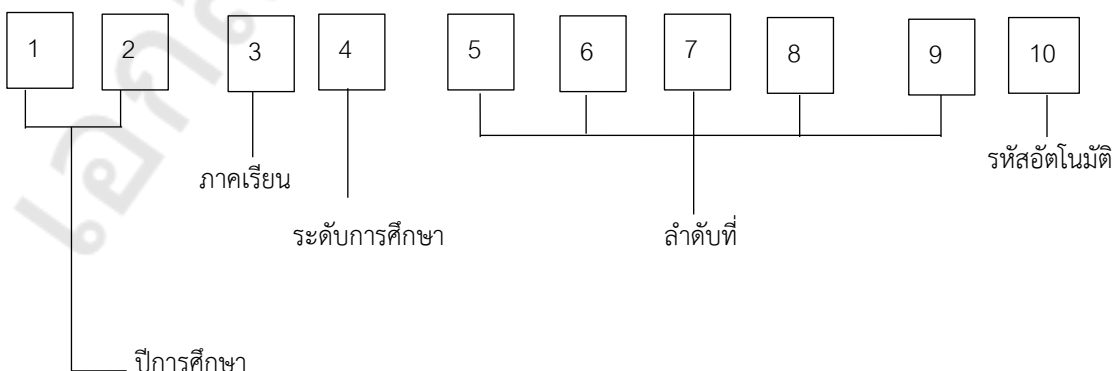 1 2 3 4 5 6 7 8 9 10
รหัสอัตโนมัติ
ภาคเรียน
ระดับการศึกษา
ลำดับที่
ปีการศึกษา